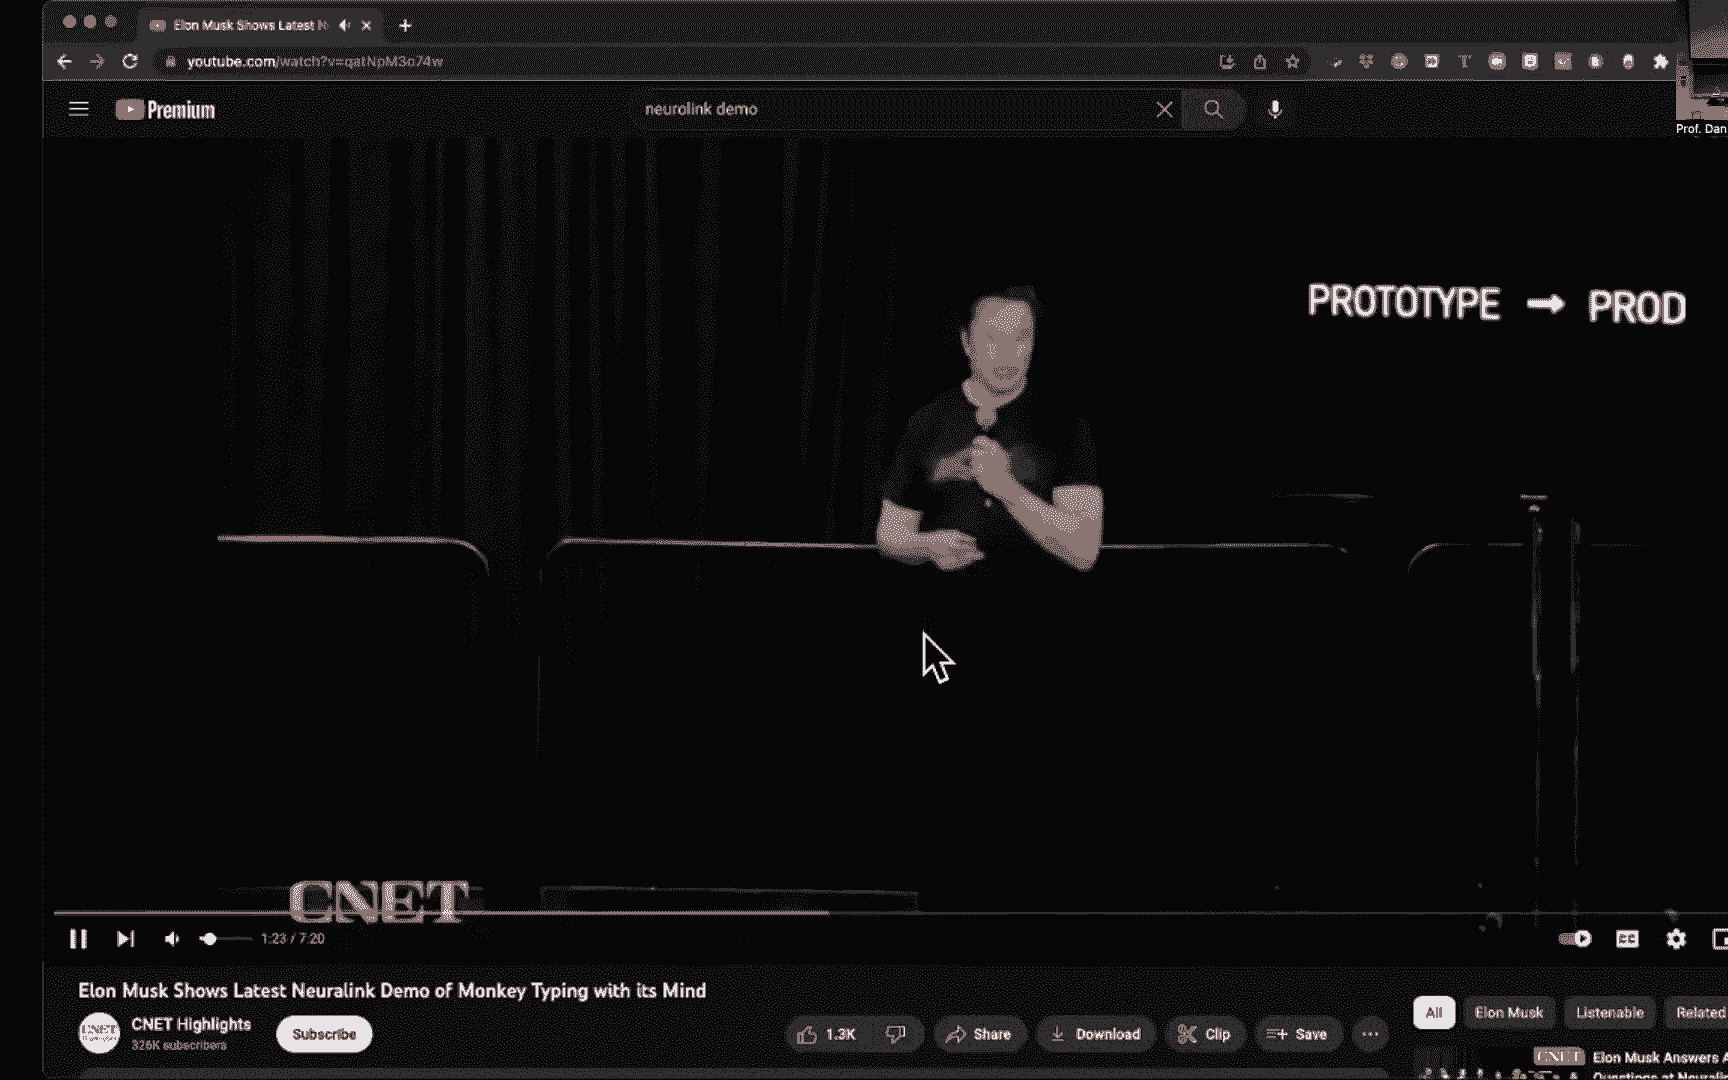 Elon Musk Shows Latest N
youtube.com/watch?v=qatNpM3o74w
Premium
neurolink demo
Prof. Dan
PROTOTYPE → PROD
CNET
1:23 / 7:20
CC
Elon Musk Shows Latest Neuralink Demo of Monkey Typing with its Mind
CNET Highlights
326K subscribers
Subscribe
1.3K
Share
Download
Clip
Save
All
Elon Musk
Listenable
Related
CNET
Elon Musk Answers A
Questions at Neurali